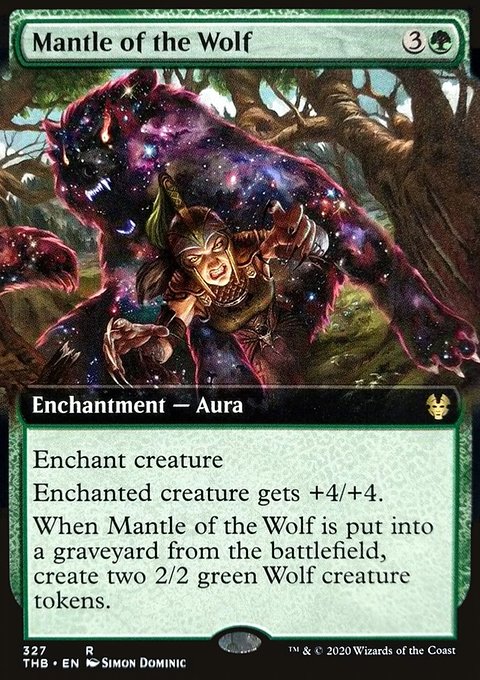 Mantle of the Wolf 3
Enchantment — Aura
Enchant creature
Enchanted creature gets +4/+4.
When Mantle of the Wolf is put into
a graveyard from the battlefield,
create two 2/2 green Wolf creature
tokens.
327 R
THB • EN Simon Dominic
™ & © 2020 Wizards of the Coast